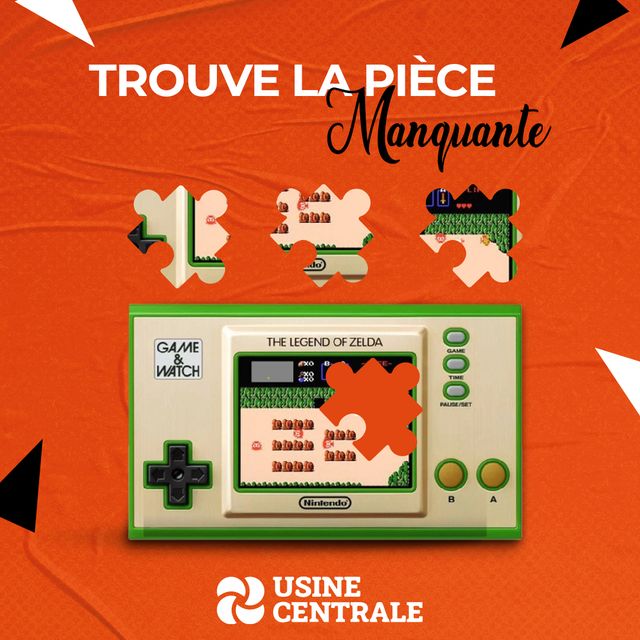 TROUVE LA PIÈCE
Manquante
GAME
& 
WATCH
THE LEGEND OF ZELDA
GAME
TIME
PAUSE/SET
B A
Nintendo
USINE
CENTRALE